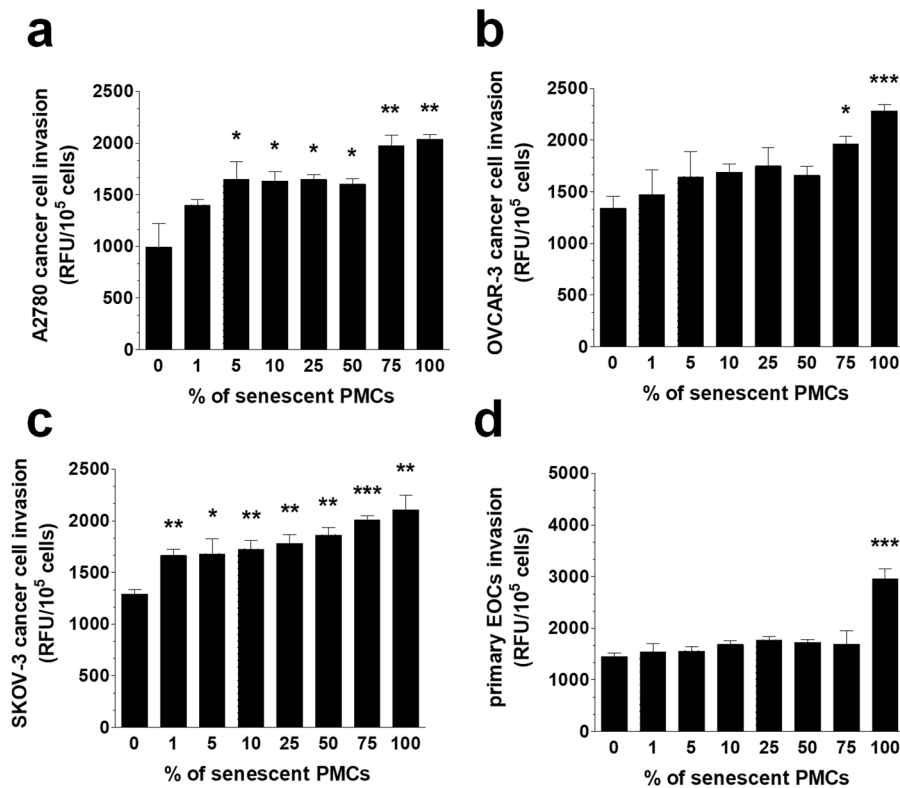 a
A2780 cancer cell invasion
(RFU/10⁵ cells)
2500
2000
1500
1000
500
0
* * * * ** **
0 1 5 10 25 50 75 100
% of senescent PMCs
b
OVCAR-3 cancer cell invasion
(RFU/10⁵ cells)
2500
2000
1500
1000
500
0
* ***
0 1 5 10 25 50 75 100
% of senescent PMCs
c
SKOV-3 cancer cell invasion
(RFU/10⁵ cells)
2500
2000
1500
1000
500
0
** * ** ** ** *** **
0 1 5 10 25 50 75 100
% of senescent PMCs
d
primary EOCs invasion
(RFU/10⁵ cells)
5000
4000
3000
2000
1000
0
***
0 1 5 10 25 50 75 100
% of senescent PMCs